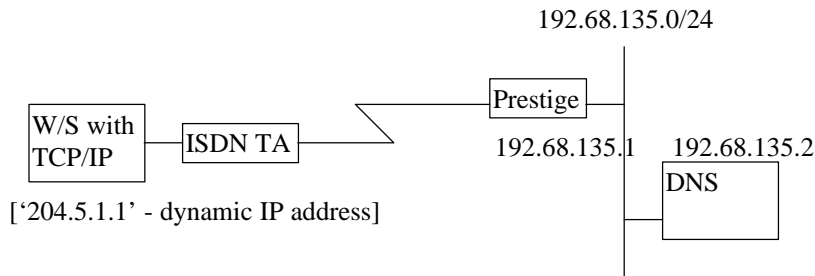 192.68.135.0/24
Prestige
W/S with
TCP/IP
ISDN TA
192.68.135.1
192.68.135.2
DNS
[‘204.5.1.1’ - dynamic IP address]